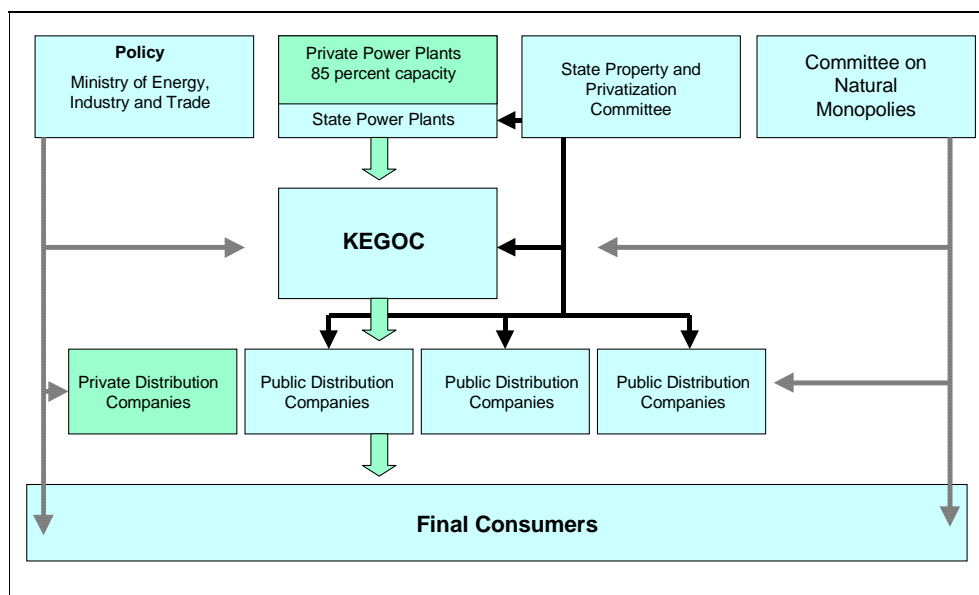 Policy
Ministry of Energy,
Industry and Trade
Private Power Plants
85 percent capacity
State Power Plants
State Property and
Privatization
Committee
Committee on
Natural
Monopolies
KEGOC
Private Distribution
Companies
Public Distribution
Companies
Public Distribution
Companies
Public Distribution
Companies
Final Consumers